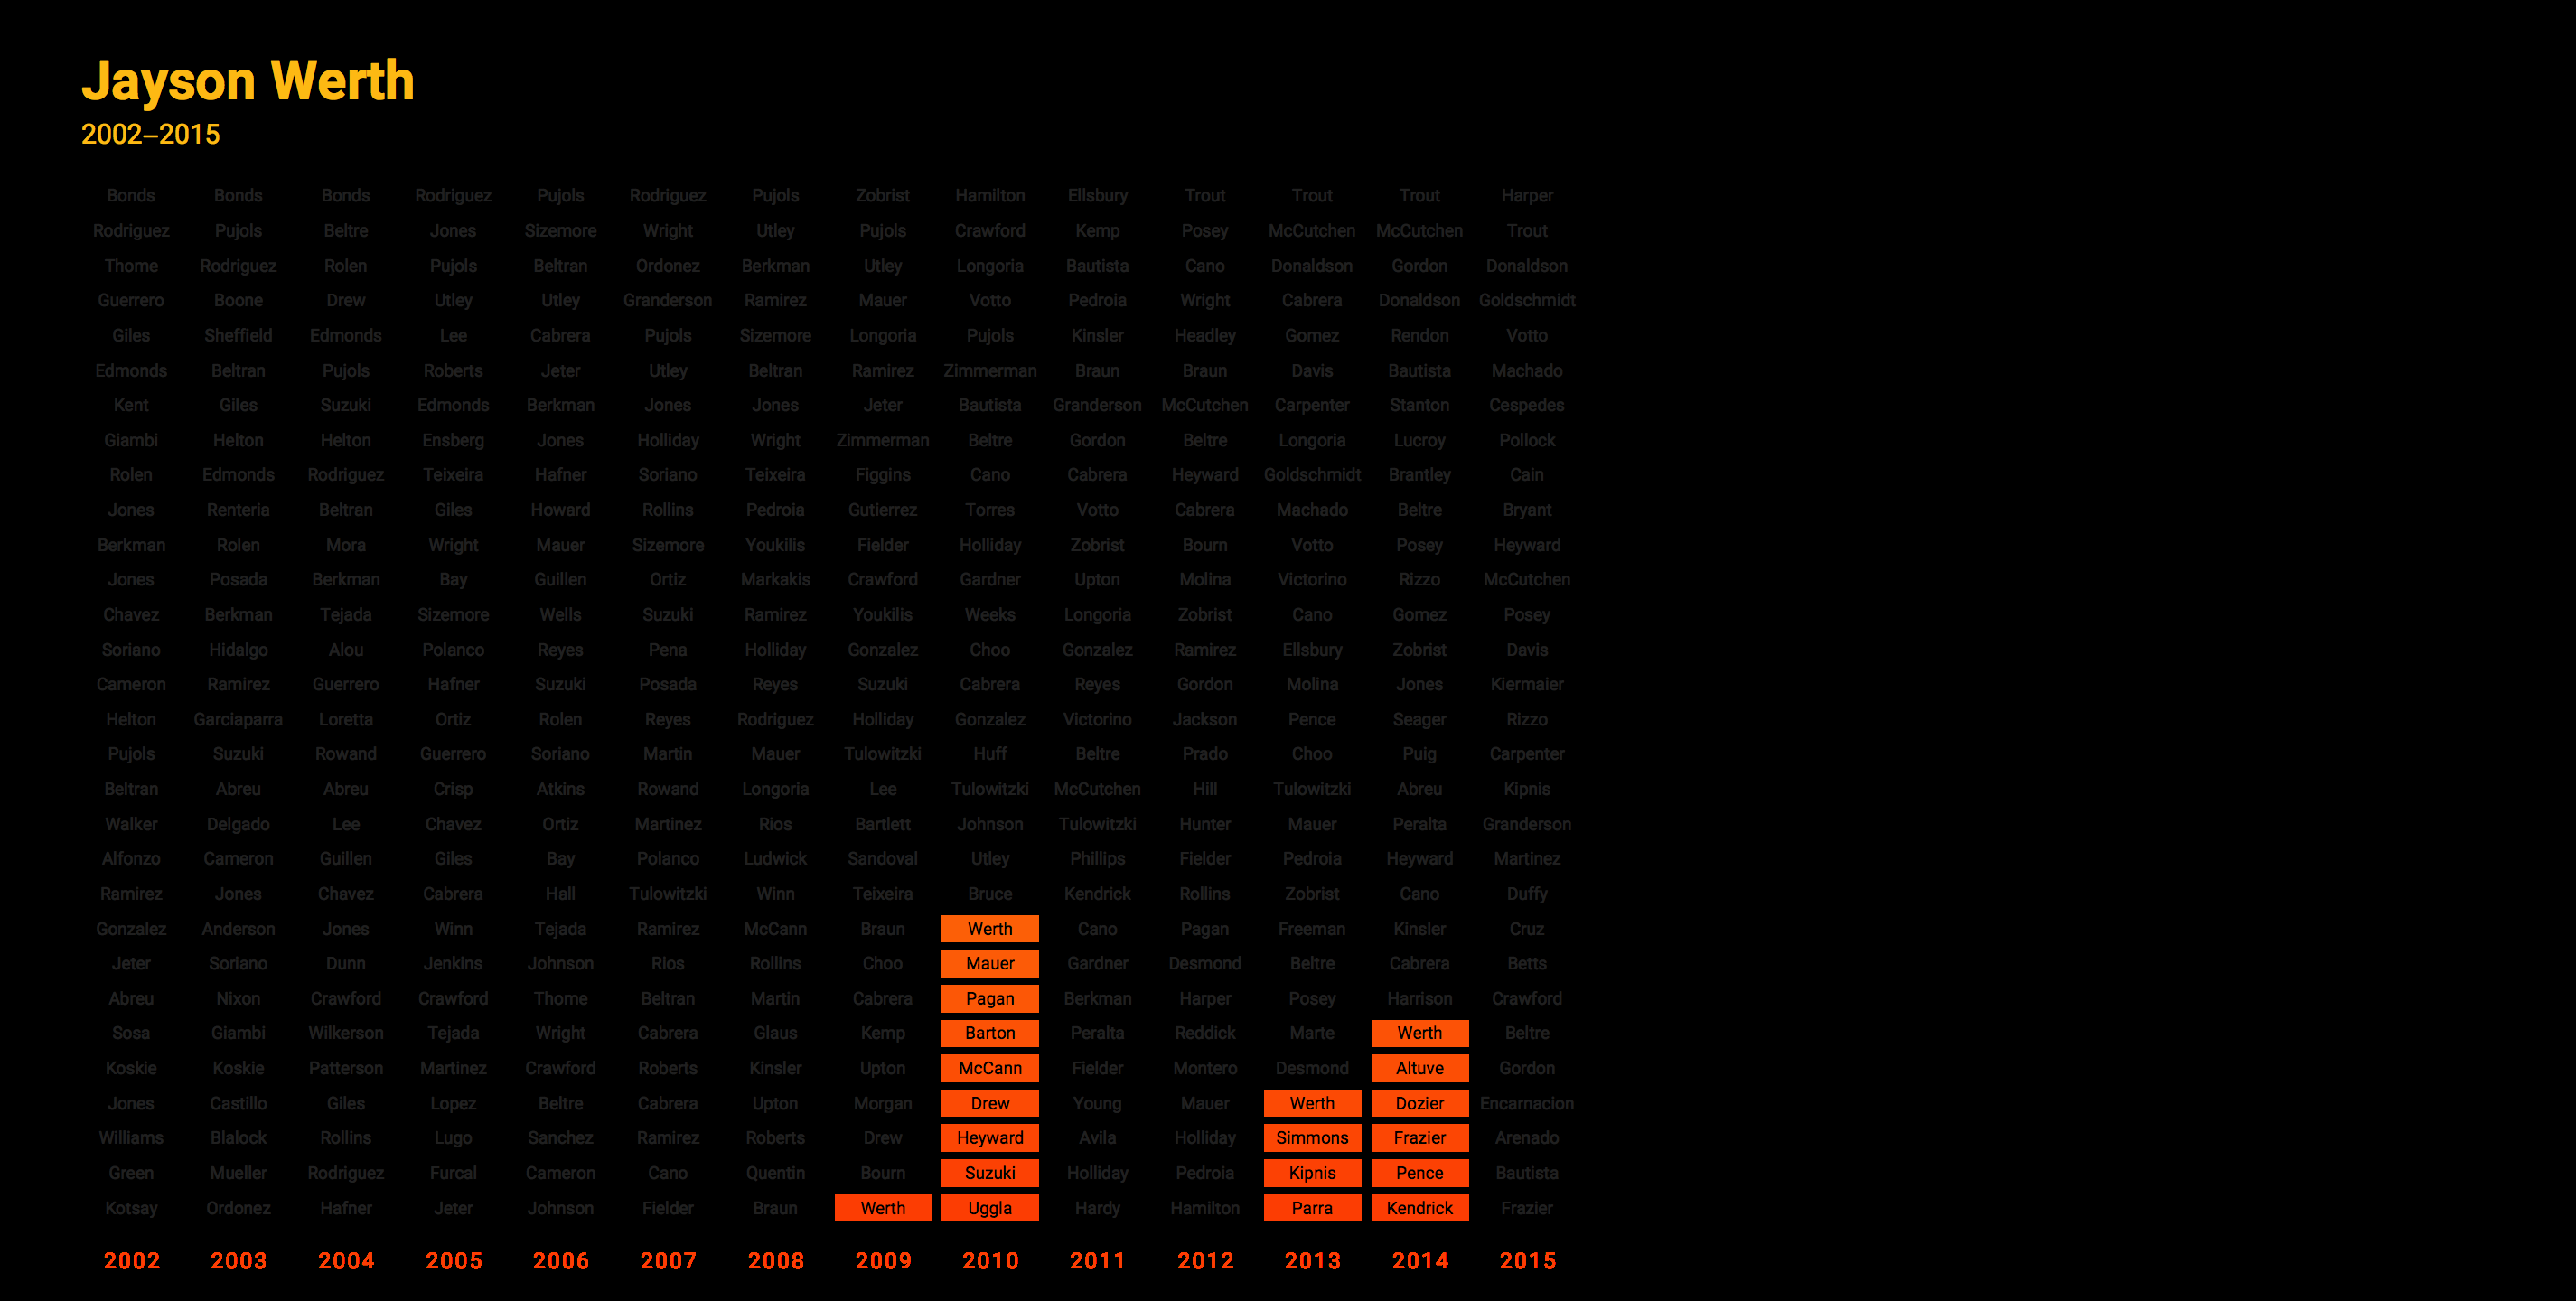 Jayson Werth
2002–2015
Bonds Bonds Bonds Rodriguez Pujols Rodriguez Pujols Zobrist Hamilton Ellsbury Trout Trout Trout Harper
Rodriguez Pujols Beltre Jones Sizemore Wright Utley Pujols Crawford Kemp Posey McCutchen McCutchen Trout
Thome Rodriguez Rolen Pujols Beltran Ordonez Berkman Utley Longoria Bautista Cano Donaldson Gordon Donaldson
Guerrero Boone Drew Utley Utley Granderson Ramirez Mauer Votto Pedroia Wright Cabrera Donaldson Goldschmidt
Giles Sheffield Edmonds Lee Cabrera Pujols Sizemore Longoria Pujols Kinsler Headley Gomez Rendon Votto
Edmonds Beltran Pujols Roberts Jeter Utley Beltran Ramirez Zimmerman Braun Braun Davis Bautista Machado
Kent Giles Suzuki Edmonds Berkman Jones Jones Jeter Bautista Granderson McCutchen Carpenter Stanton Cespedes
Giambi Helton Helton Ensberg Jones Holliday Wright Zimmerman Beltre Gordon Beltre Longoria Lucroy Pollock
Rolen Edmonds Rodriguez Teixeira Hafner Soriano Teixeira Figgins Cano Cabrera Heyward Goldschmidt Brantley Cain
Jones Renteria Beltran Giles Howard Rollins Pedroia Gutierrez Torres Votto Cabrera Machado Beltre Bryant
Berkman Rolen Mora Wright Mauer Sizemore Youkilis Fielder Holliday Zobrist Bourn Votto Posey Heyward
Jones Posada Berkman Bay Guillen Ortiz Markakis Crawford Gardner Upton Molina Victorino Rizzo McCutchen
Chavez Berkman Tejada Sizemore Wells Suzuki Ramirez Youkilis Weeks Longoria Zobrist Cano Gomez Posey
Soriano Hidalgo Alou Polanco Reyes Pena Holliday Gonzalez Choo Gonzalez Ramirez Ellsbury Zobrist Davis
Cameron Ramirez Guerrero Hafner Suzuki Posada Reyes Suzuki Cabrera Reyes Gordon Molina Jones Kiermaier
Helton Garciaparra Loretta Ortiz Rolen Reyes Rodriguez Holliday Gonzalez Victorino Jackson Pence Seager Rizzo
Pujols Suzuki Rowand Guerrero Soriano Martin Mauer Tulowitzki Huff Beltre Prado Choo Puig Carpenter
Beltran Abreu Abreu Crisp Atkins Rowand Longoria Lee Tulowitzki McCutchen Hill Tulowitzki Abreu Kipnis
Walker Delgado Lee Chavez Ortiz Martinez Rios Bartlett Johnson Tulowitzki Hunter Mauer Peralta Granderson
Alfonzo Cameron Guillen Giles Bay Polanco Ludwick Sandoval Utley Phillips Fielder Pedroia Heyward Martinez
Ramirez Jones Chavez Cabrera Hall Tulowitzki Winn Teixeira Bruce Kendrick Rollins Zobrist Cano Duffy
Gonzalez Anderson Jones Winn Tejada Ramirez McCann Braun Werth Cano Pagan Freeman Kinsler Cruz
Jeter Soriano Dunn Jenkins Johnson Rios Rollins Choo Mauer Gardner Desmond Beltre Cabrera Betts
Abreu Nixon Crawford Crawford Thome Beltran Martin Cabrera Pagan Berkman Harper Posey Harrison Crawford
Sosa Giambi Wilkerson Tejada Wright Cabrera Glaus Kemp Barton Peralta Reddick Marte Werth Beltre
Koskie Koskie Patterson Martinez Crawford Roberts Kinsler Upton McCann Fielder Montero Desmond Altuve Gordon
Jones Castillo Giles Lopez Beltre Cabrera Upton Morgan Drew Young Mauer Werth Dozier Encarnacion
Williams Blalock Rollins Lugo Sanchez Ramirez Roberts Drew Heyward Avila Holliday Simmons Frazier Arenado
Green Mueller Rodriguez Furcal Cameron Cano Quentin Bourn Suzuki Holliday Pedroia Kipnis Pence Bautista
Kotsay Ordonez Hafner Jeter Johnson Fielder Braun Werth Uggla Hardy Hamilton Parra Kendrick Frazier
2002 2003 2004 2005 2006 2007 2008 2009 2010 2011 2012 2013 2014 2015